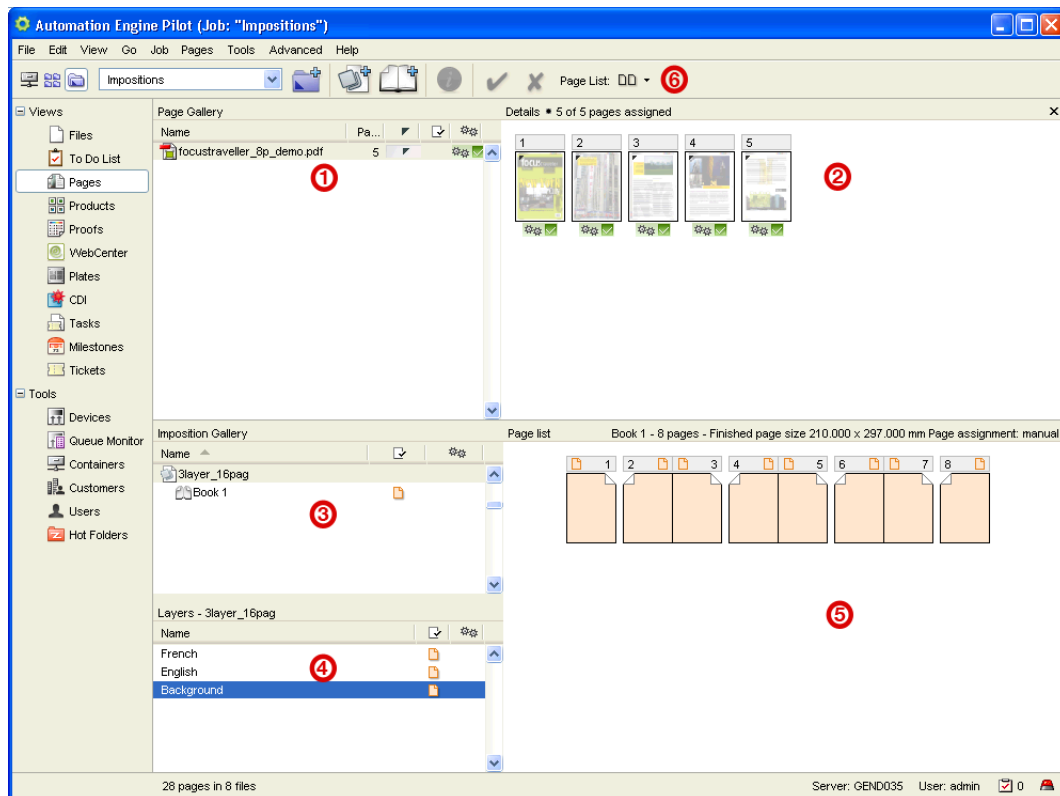 Automation Engine Pilot (Job: "Impositions")
File Edit View Go Job Pages Tools Advanced Help
Impositions
Page List:
6
Views
Files
To Do List
Pages
Products
Proofs
WebCenter
Plates
CDI
Tasks
Milestones
Tickets
Tools
Devices
Queue Monitor
Containers
Customers
Users
Hot Folders
Page Gallery
Name Pa...
focustraveller_8p_demo.pdf 5
1
Details • 5 of 5 pages assigned
1 2 3 4 5
2
Imposition Gallery
Name
3layer_16pag
Book 1
3
Layers - 3layer_16pag
Name
French
English
Background
4
Page list Book 1 - 8 pages - Finished page size 210.000 x 297.000 mm Page assignment: manual
1 2 3 4 5 6 7 8
5
28 pages in 8 files
Server: GEND035 User: admin 0